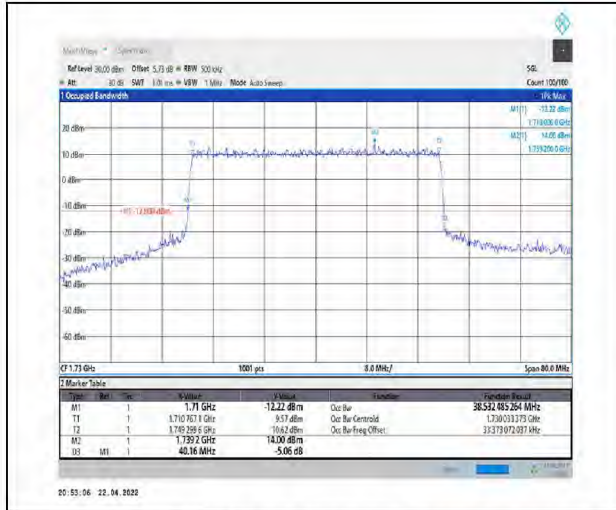 MultiView Spectrum
Ref Level 30.00 dBm Offset 5.73 dB RBW 500 kHz SGL
Att 30 dB SWT 1.01 ms VBW 1 MHz Mode Auto Sweep Count 100/100
1 Occupied Bandwidth 1Pk Max
M1[1] -12.22 dBm
1.710 000 0 GHz
M2[1] 14.00 dBm
1.739 200 0 GHz
20 dBm
10 dBm
0 dBm
-10 dBm
-20 dBm
-30 dBm
-40 dBm
-50 dBm
-60 dBm
CF 1.73 GHz 1001 pts 8.0 MHz/ Span 80.0 MHz
2 Marker Table
Type Ref Trc X-Value Y-Value Function Function Result
M1 1 1.71 GHz -12.22 dBm Occ Bw 38.532 485 264 MHz
T1 1 1.710 767 1 GHz 9.57 dBm Occ Bw Centroid 1.730 033 373 GHz
T2 1 1.749 299 6 GHz 10.62 dBm Occ Bw Freq Offset 33.373 072 037 kHz
M2 1 1.739 2 GHz 14.00 dBm
D3 M1 1 40.16 MHz -5.06 dB
20:53:06 22.04.2022